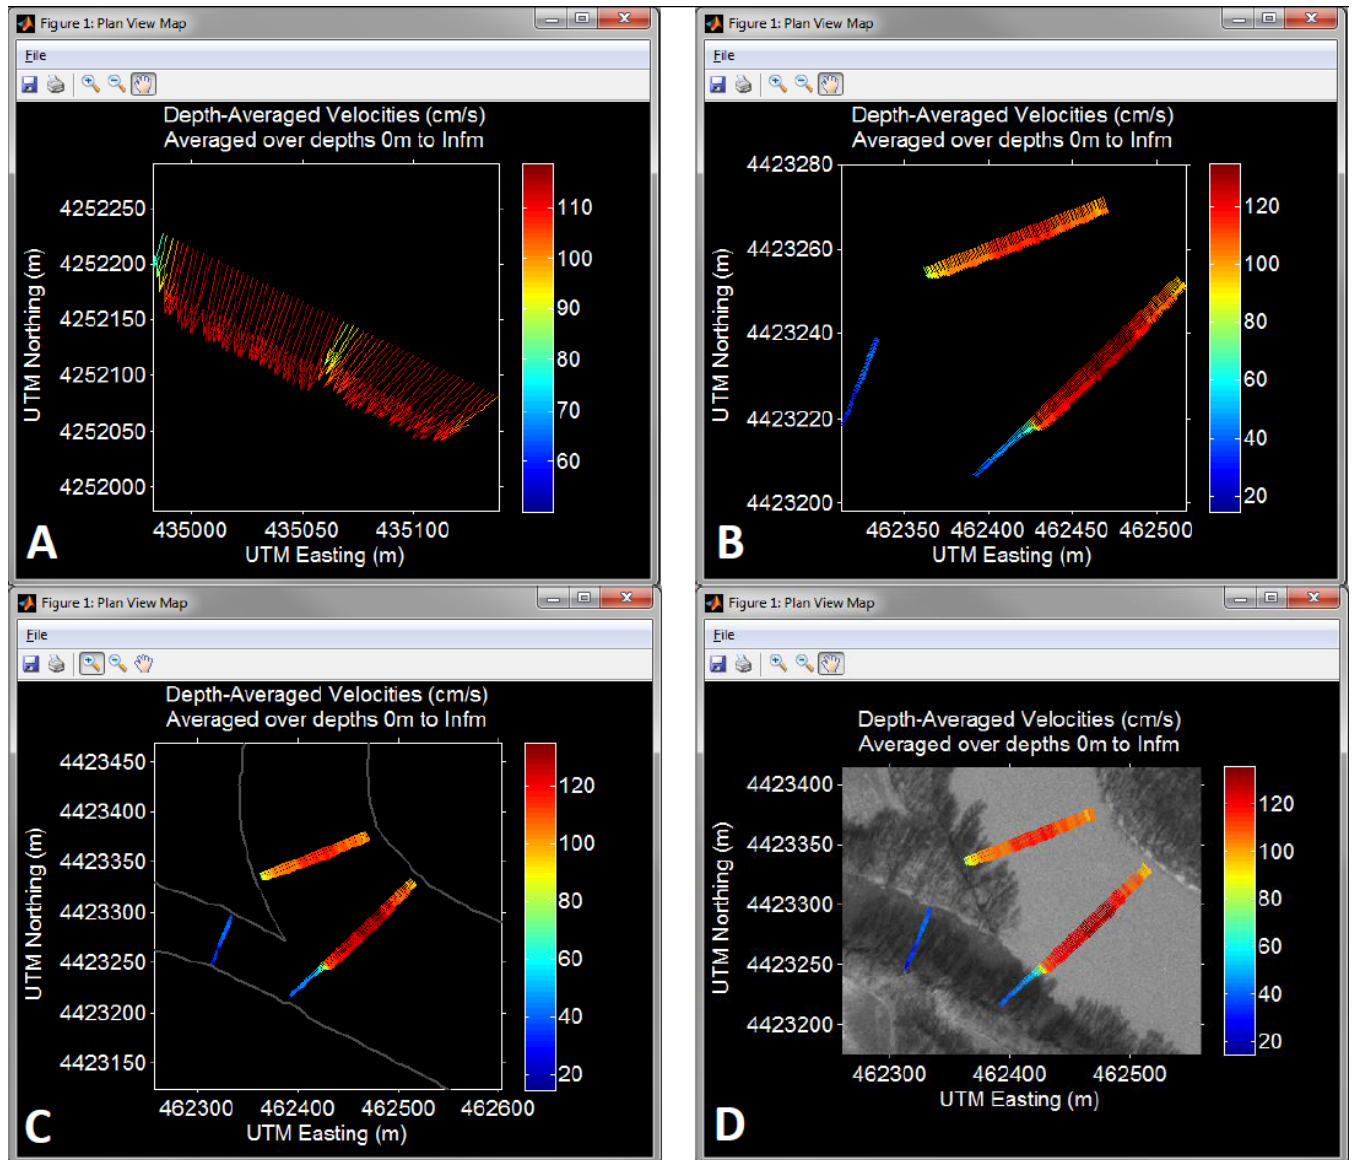 Figure 1: Plan View Map
File
Depth-Averaged Velocities (cm/s)
Averaged over depths 0m to Infm
UTM Northing (m)
4252250
4252200
4252150
4252100
4252050
4252000
435000 435050 435100
UTM Easting (m)
110
100
90
80
70
60
A
Figure 1: Plan View Map
File
Depth-Averaged Velocities (cm/s)
Averaged over depths 0m to Infm
UTM Northing (m)
4423280
4423260
4423240
4423220
4423200
462350 462400 462450 462500
UTM Easting (m)
120
100
80
60
40
20
B
Figure 1: Plan View Map
File
Depth-Averaged Velocities (cm/s)
Averaged over depths 0m to Infm
UTM Northing (m)
4423450
4423400
4423350
4423300
4423250
4423200
4423150
462300 462400 462500 462600
UTM Easting (m)
120
100
80
60
40
20
C
Figure 1: Plan View Map
File
Depth-Averaged Velocities (cm/s)
Averaged over depths 0m to Infm
UTM Northing (m)
4423400
4423350
4423300
4423250
4423200
462300 462400 462500
UTM Easting (m)
120
100
80
60
40
20
D